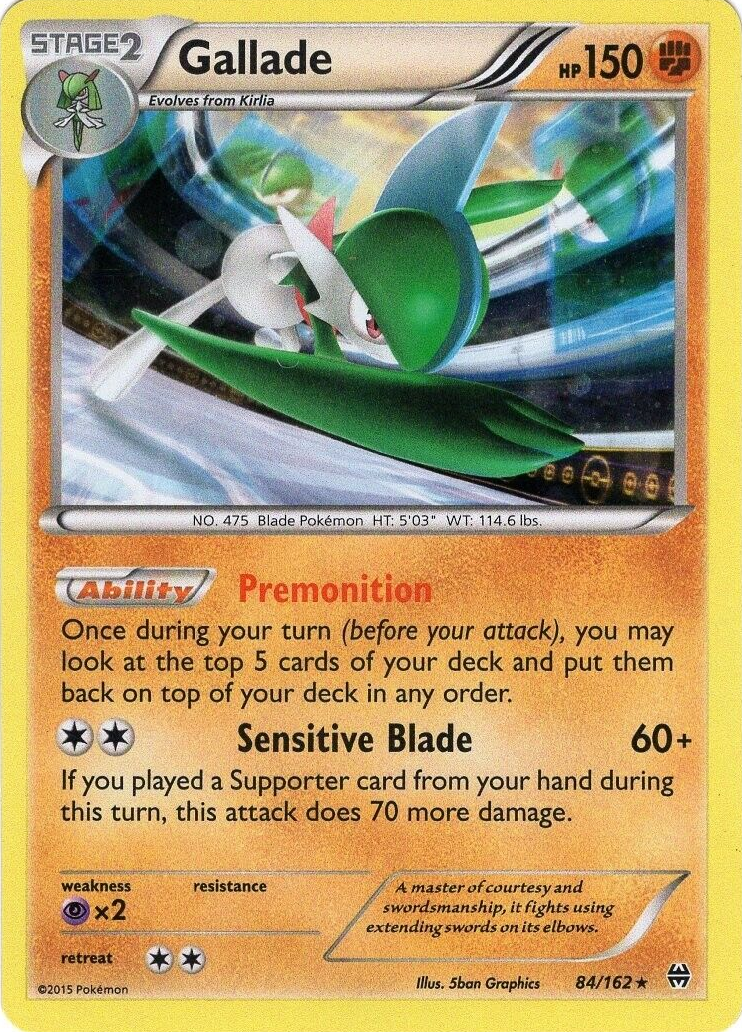 STAGE2
Gallade
HP 150
Evolves from Kirlia
NO. 475 Blade Pokémon HT: 5'03" WT: 114.6 lbs.
Ability Premonition
Once during your turn (before your attack), you may
look at the top 5 cards of your deck and put them
back on top of your deck in any order.
Sensitive Blade 60+
If you played a Supporter card from your hand during
this turn, this attack does 70 more damage.
weakness resistance
×2
A master of courtesy and
swordsmanship, it fights using
extending swords on its elbows.
retreat
©2015 Pokémon
Illus. 5ban Graphics 84/162 ★